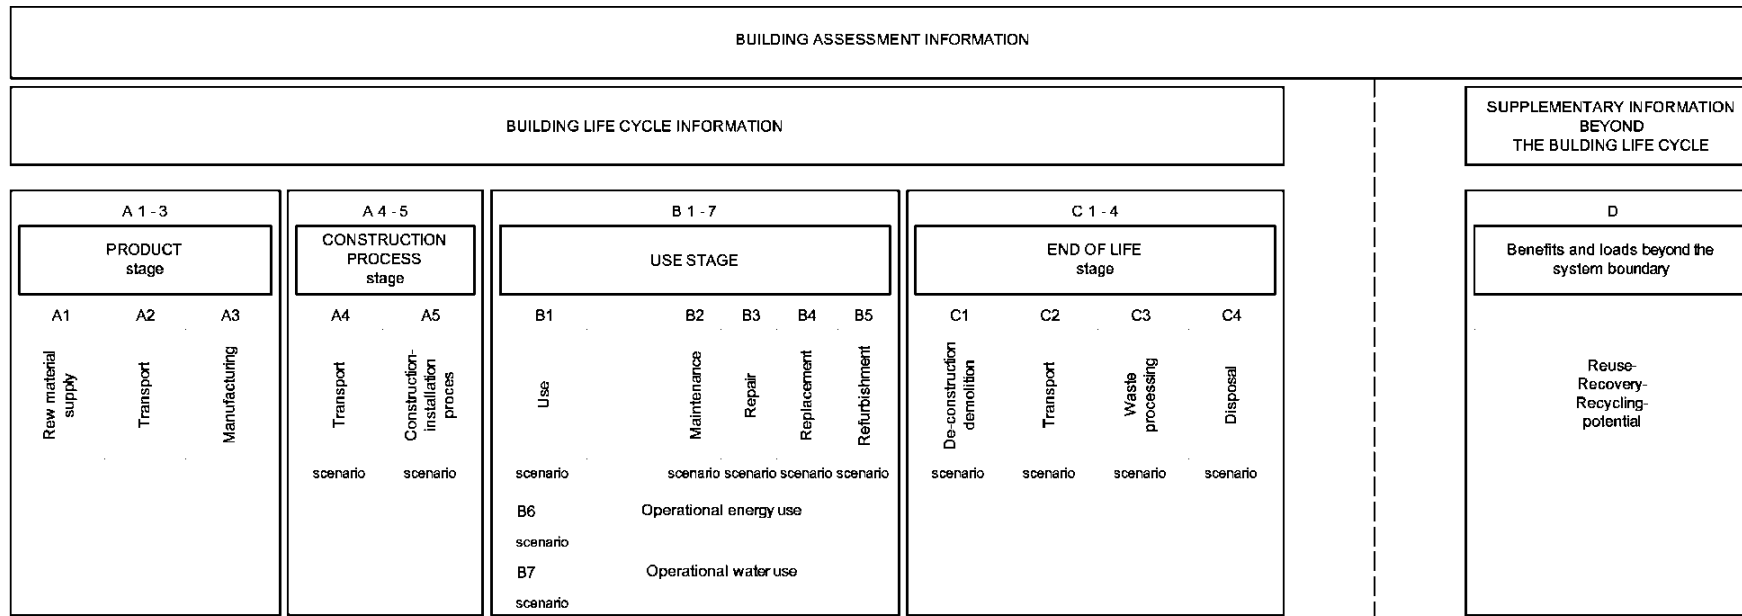 BUILDING ASSESSMENT INFORMATION
BUILDING LIFE CYCLE INFORMATION
SUPPLEMENTARY INFORMATION
BEYOND
THE BULDING LIFE CYCLE
A 1 - 3
PRODUCT
stage
A1
A2
A3
Rew material
supply
Transport
Manufacturing
A 4 - 5
CONSTRUCTION
PROCESS
stage
A4
A5
Transport
Construction-
installation
proces
scenario
scenario
B 1 - 7
USE STAGE
B1
B2
B3
B4
B5
Use
Maintenance
Repair
Replacement
Refurbishment
scenario
scenario scenario scenario scenario
B6 Operational energy use
scenario
B7 Operational water use
scenario
C 1 - 4
END OF LIFE
stage
C1
C2
C3
C4
De-construction
demolition
Transport
Waste
processing
Disposal
scenario
scenario
scenario
scenario
D
Benefits and loads beyond the
system boundary
Reuse-
Recovery-
Recycling-
potential